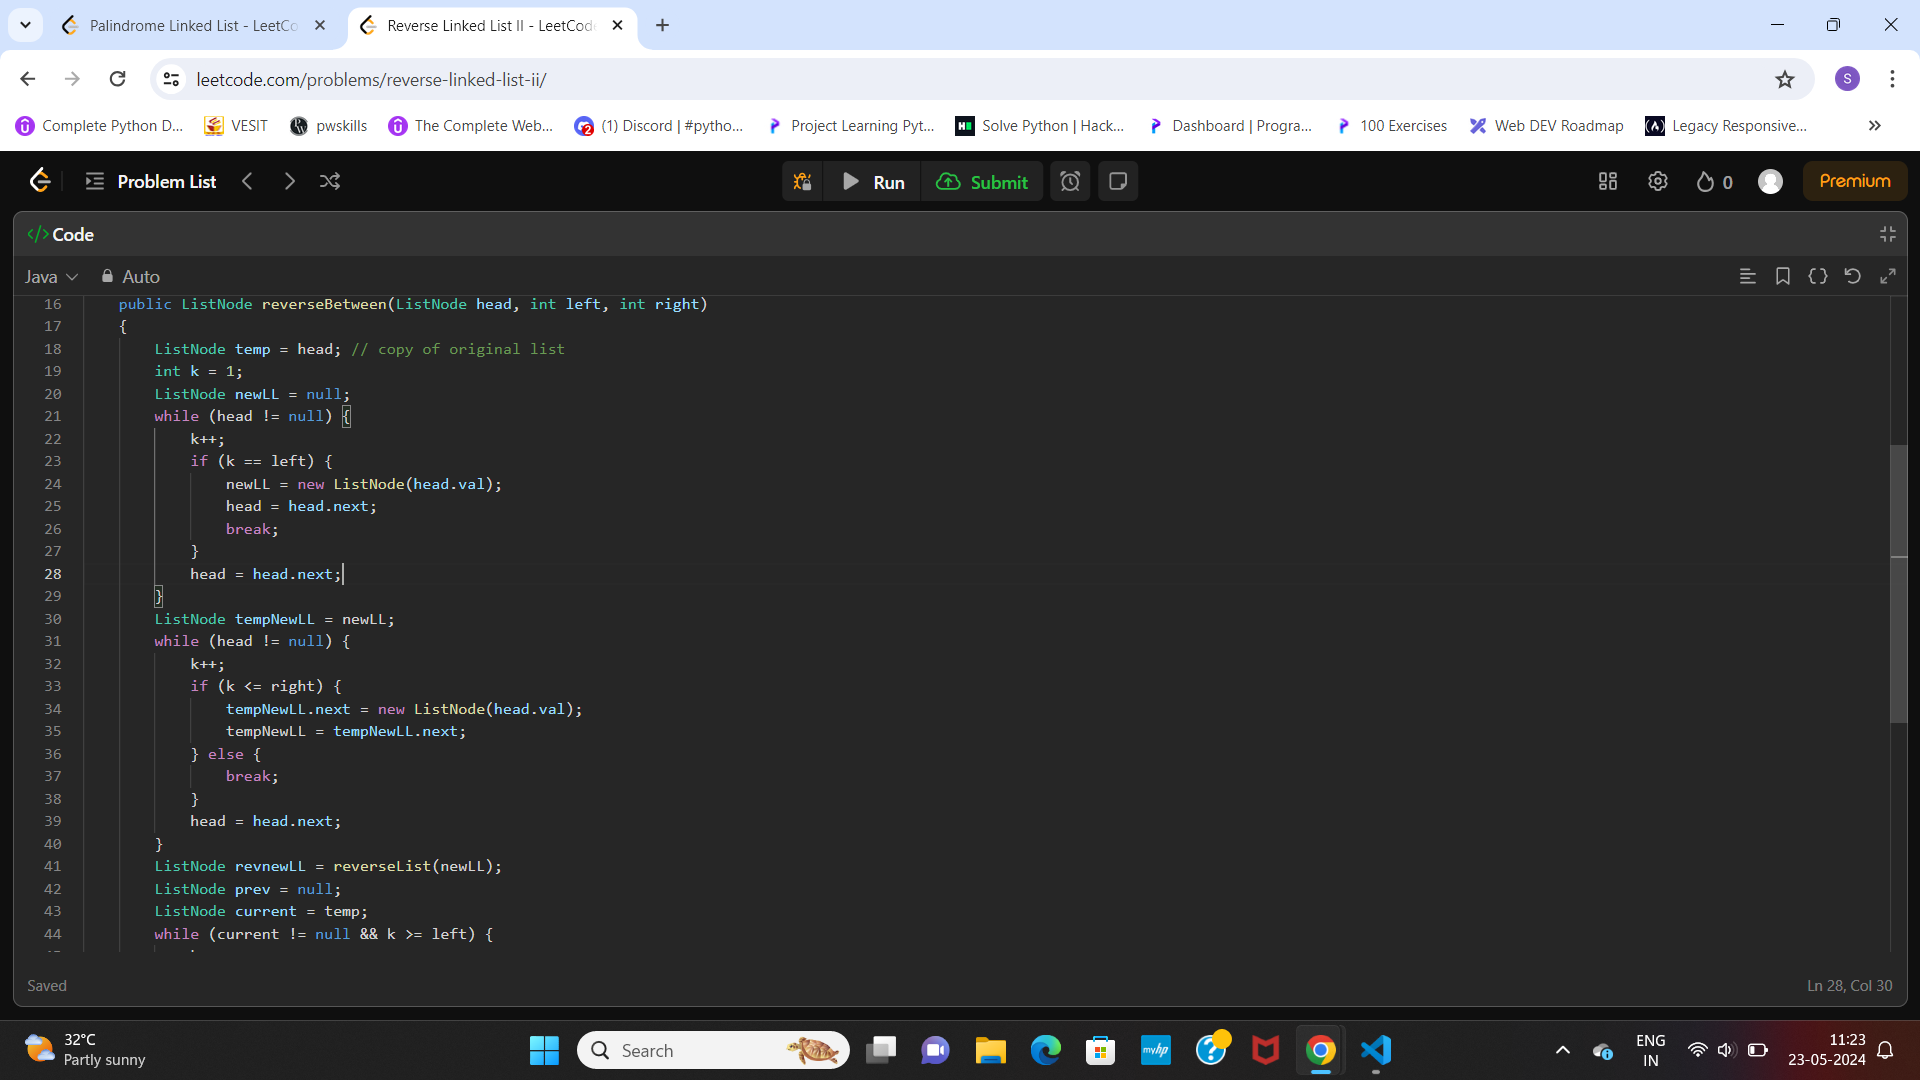 Palindrome Linked List - LeetCo
Reverse Linked List II - LeetCode
leetcode.com/problems/reverse-linked-list-ii/
S
Complete Python D...
VESIT
pwskills
The Complete Web...
(1) Discord | #pytho...
Project Learning Pyt...
Solve Python | Hack...
Dashboard | Progra...
100 Exercises
Web DEV Roadmap
Legacy Responsive...
Problem List
Run
Submit
0
Premium
</> Code
Java
Auto
16 public ListNode reverseBetween(ListNode head, int left, int right)
17 {
18 ListNode temp = head; // copy of original list
19 int k = 1;
20 ListNode newLL = null;
21 while (head != null) {
22 k++;
23 if (k == left) {
24 newLL = new ListNode(head.val);
25 head = head.next;
26 break;
27 }
28 head = head.next;
29 }
30 ListNode tempNewLL = newLL;
31 while (head != null) {
32 k++;
33 if (k <= right) {
34 tempNewLL.next = new ListNode(head.val);
35 tempNewLL = tempNewLL.next;
36 } else {
37 break;
38 }
39 head = head.next;
40 }
41 ListNode revnewLL = reverseList(newLL);
42 ListNode prev = null;
43 ListNode current = temp;
44 while (current != null && k >= left) {
Saved
Ln 28, Col 30
32°C
Partly sunny
Search
myhp
ENG
IN
11:23
23-05-2024